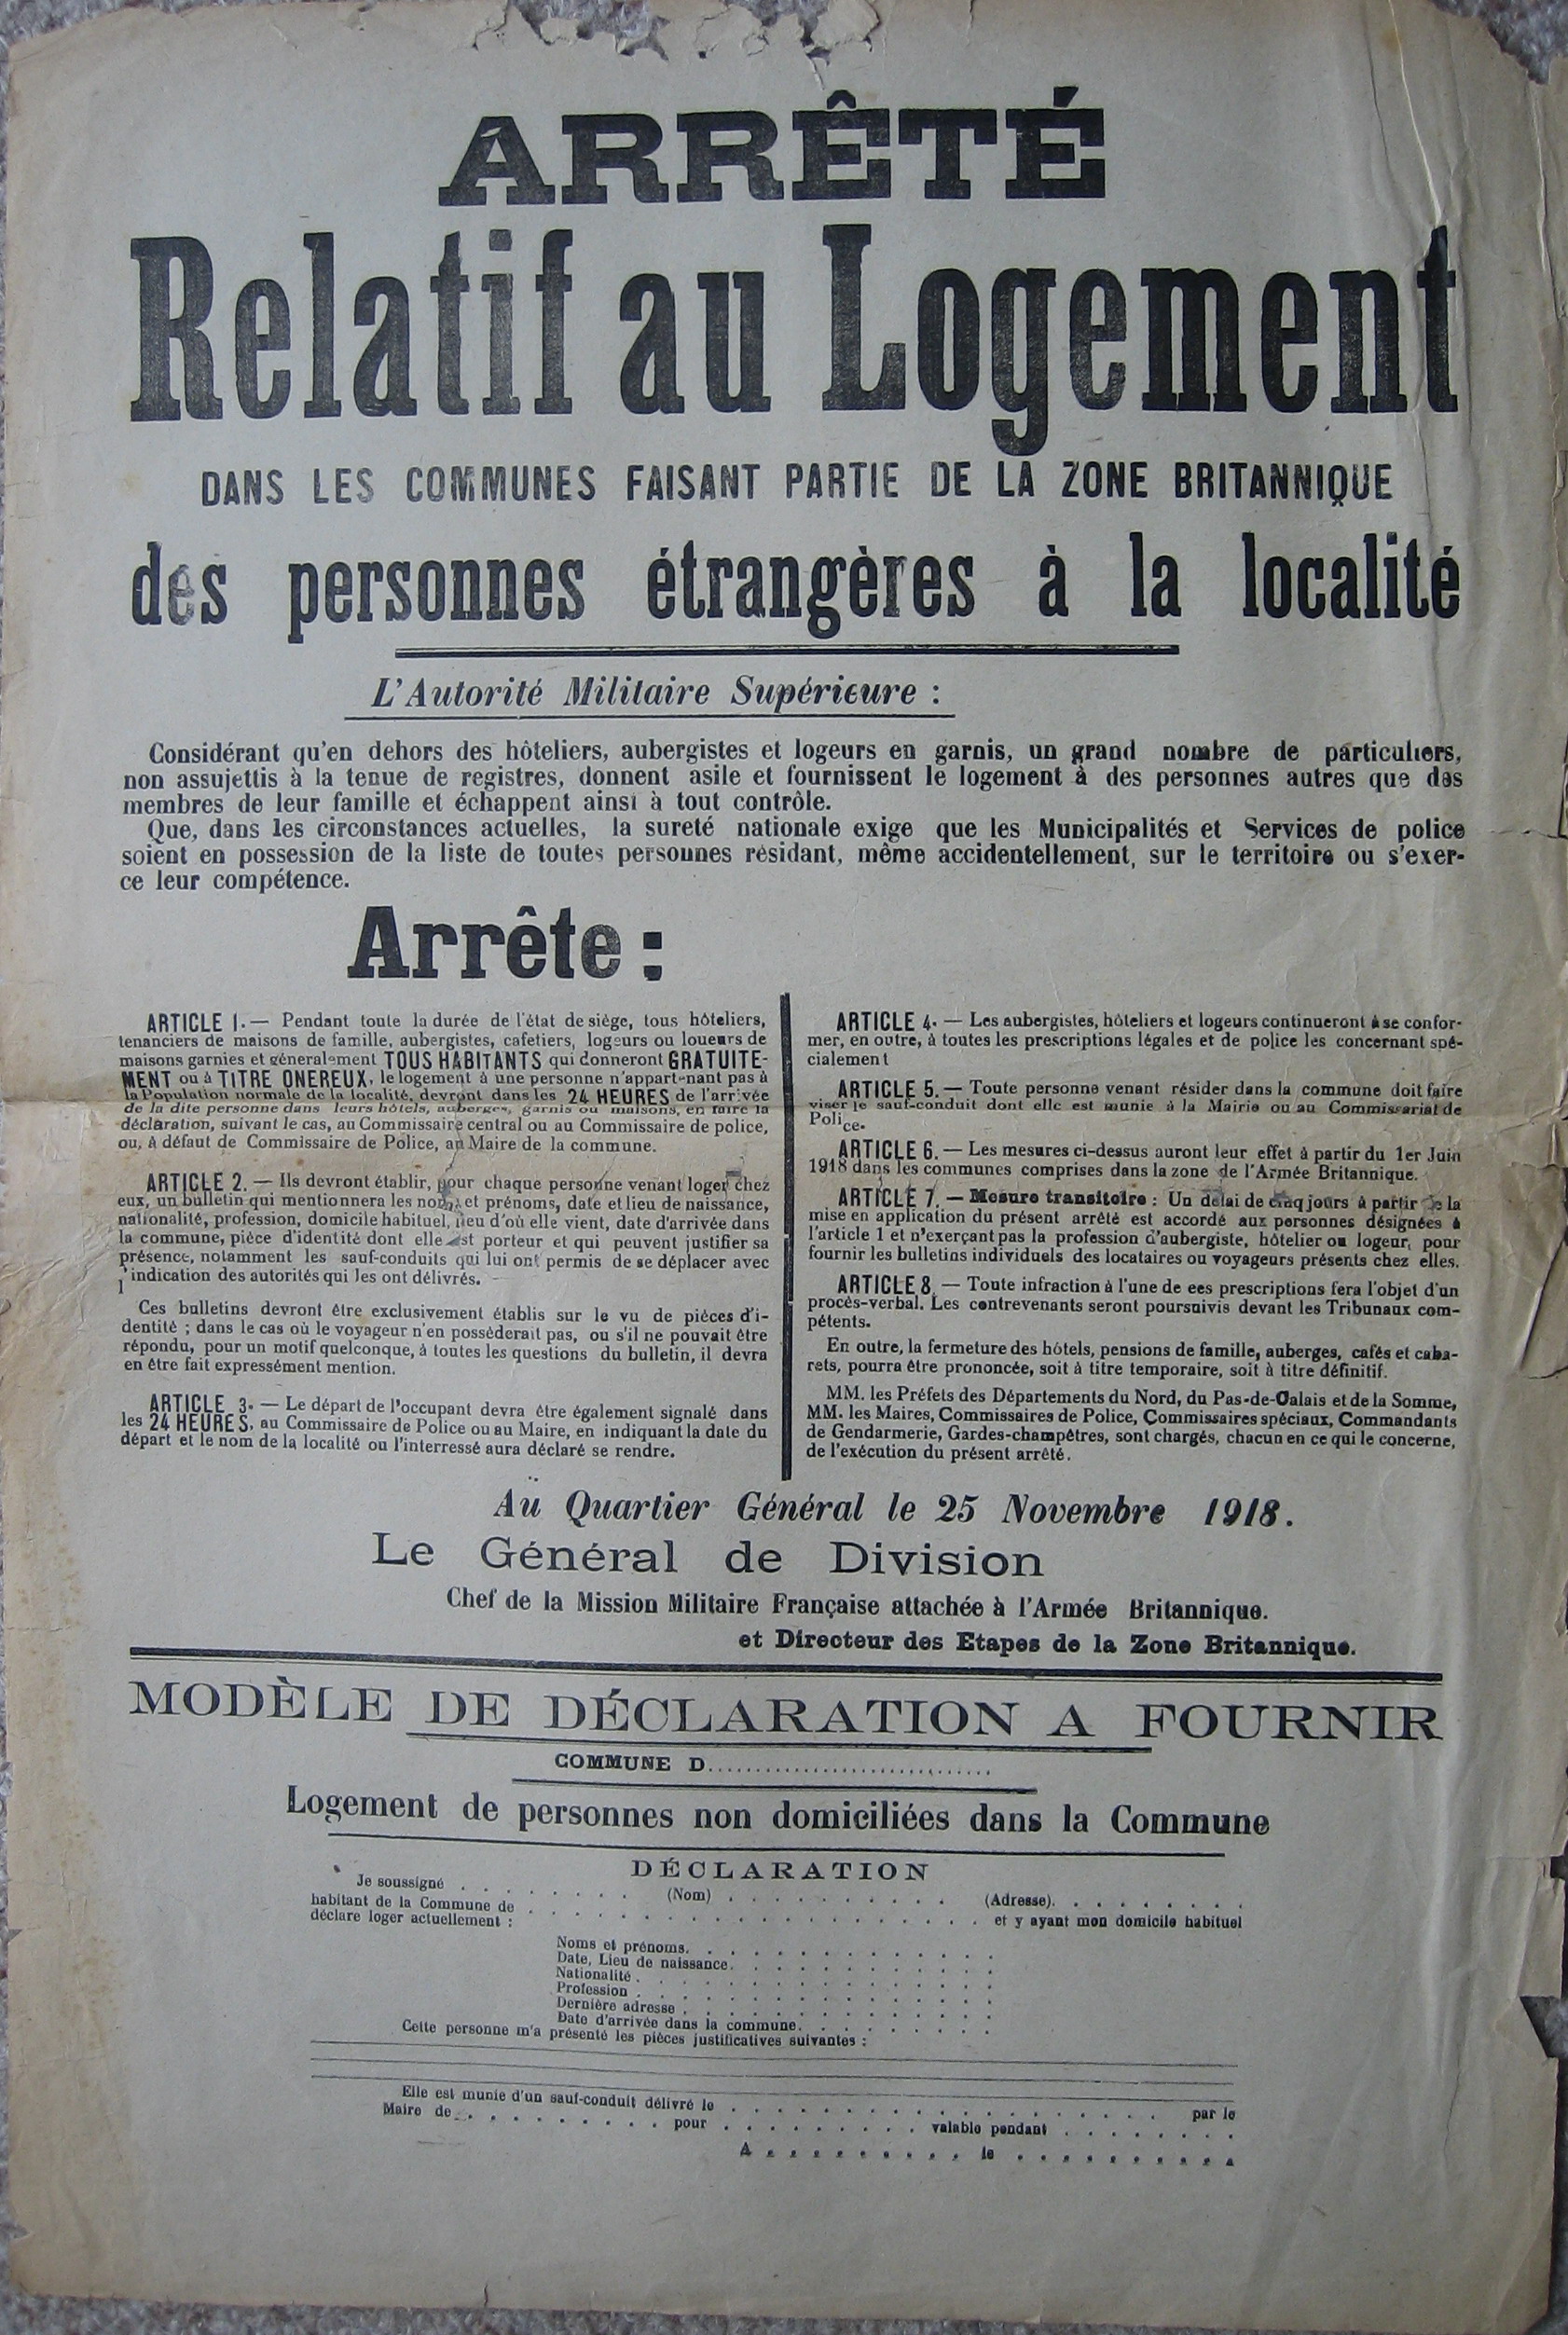 ARRÊTÉ
Relatif au Logement
DANS LES COMMUNES FAISANT PARTIE DE LA ZONE BRITANNIQUE
des personnes étrangères à la localité
L'Autorité Militaire Supérieure :
Considérant qu'en dehors des hôteliers, aubergistes et logeurs en garnis, un grand nombre de particuliers,
non assujettis à la tenue de registres, donnent asile et fournissent le logement à des personnes autres que des
membres de leur famille et échappent ainsi à tout contrôle.
Que, dans les circonstances actuelles, la sureté nationale exige que les Municipalités et Services de police
soient en possession de la liste de toutes personnes résidant, même accidentellement, sur le territoire ou s'exer-
ce leur compétence.
Arrête :
ARTICLE 1. — Pendant toute la durée de l'état de siège, tous hôteliers,
tenanciers de maisons de famille, aubergistes, cafetiers, logeurs ou loueurs de
maisons garnies et généralement TOUS HABITANTS qui donneront GRATUITE-
MENT ou à TITRE ONEREUX, le logement à une personne n'appartenant pas à
la Population normale de la localité, devront dans les 24 HEURES de l'arrivée
de la dite personne dans leurs hôtels, auberges, garnis ou maisons, en faire la
déclaration, suivant le cas, au Commissaire central ou au Commissaire de police,
ou, à défaut de Commissaire de Police, au Maire de la commune.
ARTICLE 2. — Ils devront établir, pour chaque personne venant loger chez
eux, un bulletin qui mentionnera les noms et prénoms, date et lieu de naissance,
nationalité, profession, domicile habituel, lieu d'où elle vient, date d'arrivée dans
la commune, pièce d'identité dont elle est porteur et qui peuvent justifier sa
présence, notamment les sauf-conduits qui lui ont permis de se déplacer avec
l'indication des autorités qui les ont délivrés.
Ces bulletins devront être exclusivement établis sur le vu de pièces d'i-
dentité ; dans le cas où le voyageur n'en possèderait pas, ou s'il ne pouvait être
répondu, pour un motif quelconque, à toutes les questions du bulletin, il devra
en être fait expressément mention.
ARTICLE 3. — Le départ de l'occupant devra être également signalé dans
les 24 HEURES, au Commissaire de Police ou au Maire, en indiquant la date du
départ et le nom de la localité ou l'interressé aura déclaré se rendre.
ARTICLE 4. — Les aubergistes, hôteliers et logeurs continueront à se confor-
mer, en outre, à toutes les prescriptions légales et de police les concernant spé-
cialement
ARTICLE 5. — Toute personne venant résider dans la commune doit faire
viser le sauf-conduit dont elle est munie à la Mairie ou au Commissariat de
Police.
ARTICLE 6. — Les mesures ci-dessus auront leur effet à partir du 1er Juin
1918 dans les communes comprises dans la zone de l'Armée Britannique.
ARTICLE 7. — Mesure transitoire : Un délai de cinq jours à partir de la
mise en application du présent arrêté est accordé aux personnes désignées à
l'article 1 et n'exerçant pas la profession d'aubergiste, hôtelier ou logeur, pour
fournir les bulletins individuels des locataires ou voyageurs présents chez elles.
ARTICLE 8. — Toute infraction à l'une de ees prescriptions fera l'objet d'un
procès-verbal. Les contrevenants seront poursuivis devant les Tribunaux com-
pétents.
En outre, la fermeture des hôtels, pensions de famille, auberges, cafés et caba-
rets, pourra être prononcée, soit à titre temporaire, soit à titre définitif.
MM. les Préfets des Départements du Nord, du Pas-de-Calais et de la Somme,
MM. les Maires, Commissaires de Police, Commissaires spéciaux, Commandants
de Gendarmerie, Gardes-champêtres, sont chargés, chacun en ce qui le concerne,
de l'exécution du présent arrêté.
Au Quartier Général le 25 Novembre 1918.
Le Général de Division
Chef de la Mission Militaire Française attachée à l'Armée Britannique.
et Directeur des Etapes de la Zone Britannique.
MODÈLE DE DÉCLARATION A FOURNIR
COMMUNE D..............................
Logement de personnes non domiciliées dans la Commune
DÉCLARATION
Je soussigné . . . . . . . . (Nom) . . . . . . . . . . (Adresse). . . . . . . . .
habitant de la Commune de . . . . . . . . . . . . . . . . . . . . . et y ayant mon domicile habituel
déclare loger actuellement :
Noms et prénoms. . . . . . . . . . . . . .
Date, Lieu de naissance. . . . . . . . . . . .
Nationalité . . . . . . . . . . . . . . . .
Profession . . . . . . . . . . . . . . . .
Dernière adresse . . . . . . . . . . . . . .
Date d'arrivée dans la commune. . . . . . . . .
Cette personne m'a présenté les pièces justificatives suivantes :
Elle est munie d'un sauf-conduit délivré le . . . . . . . . . . . . . . . . . . par le
Maire de . . . . . . . . . . pour . . . . . . . . . valable pendant . . . . . . . .
A . . . . . . . . . le . . . . . . . . . .